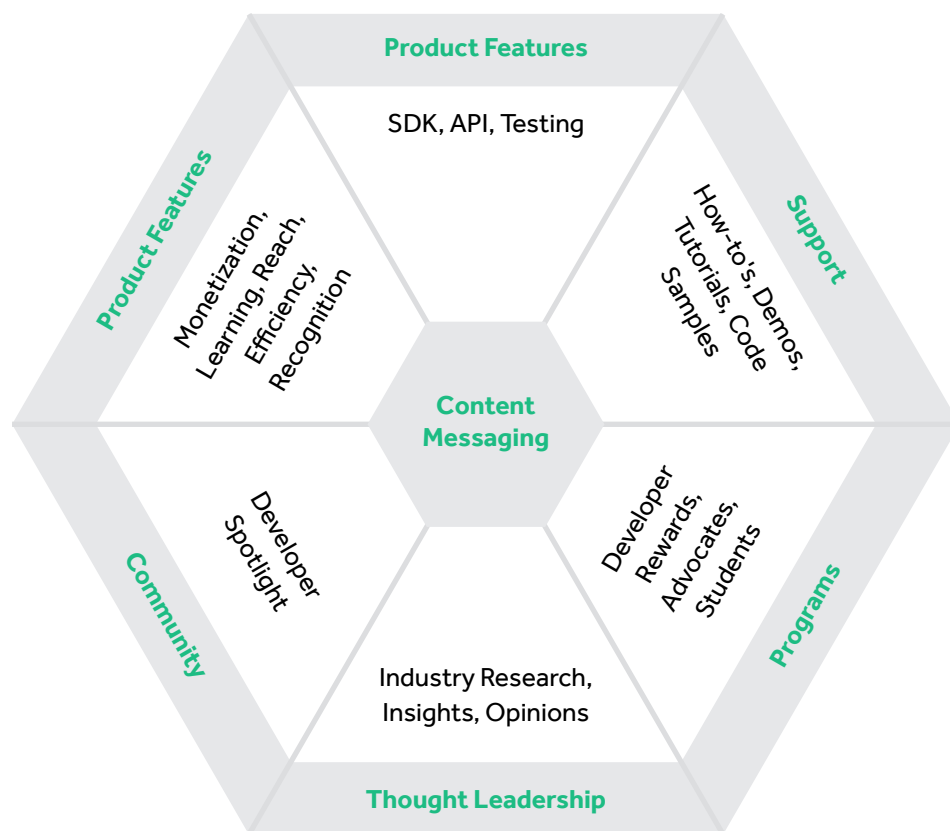 Product Features
SDK, API, Testing
Support
How-to's, Demos,
Tutorials, Code
Samples
Programs
Developer
Rewards,
Advocates,
Students
Thought Leadership
Industry Research,
Insights, Opinions
Community
Developer
Spotlight
Product Features
Monetization,
Learning, Reach,
Efficiency,
Recognition
Content
Messaging